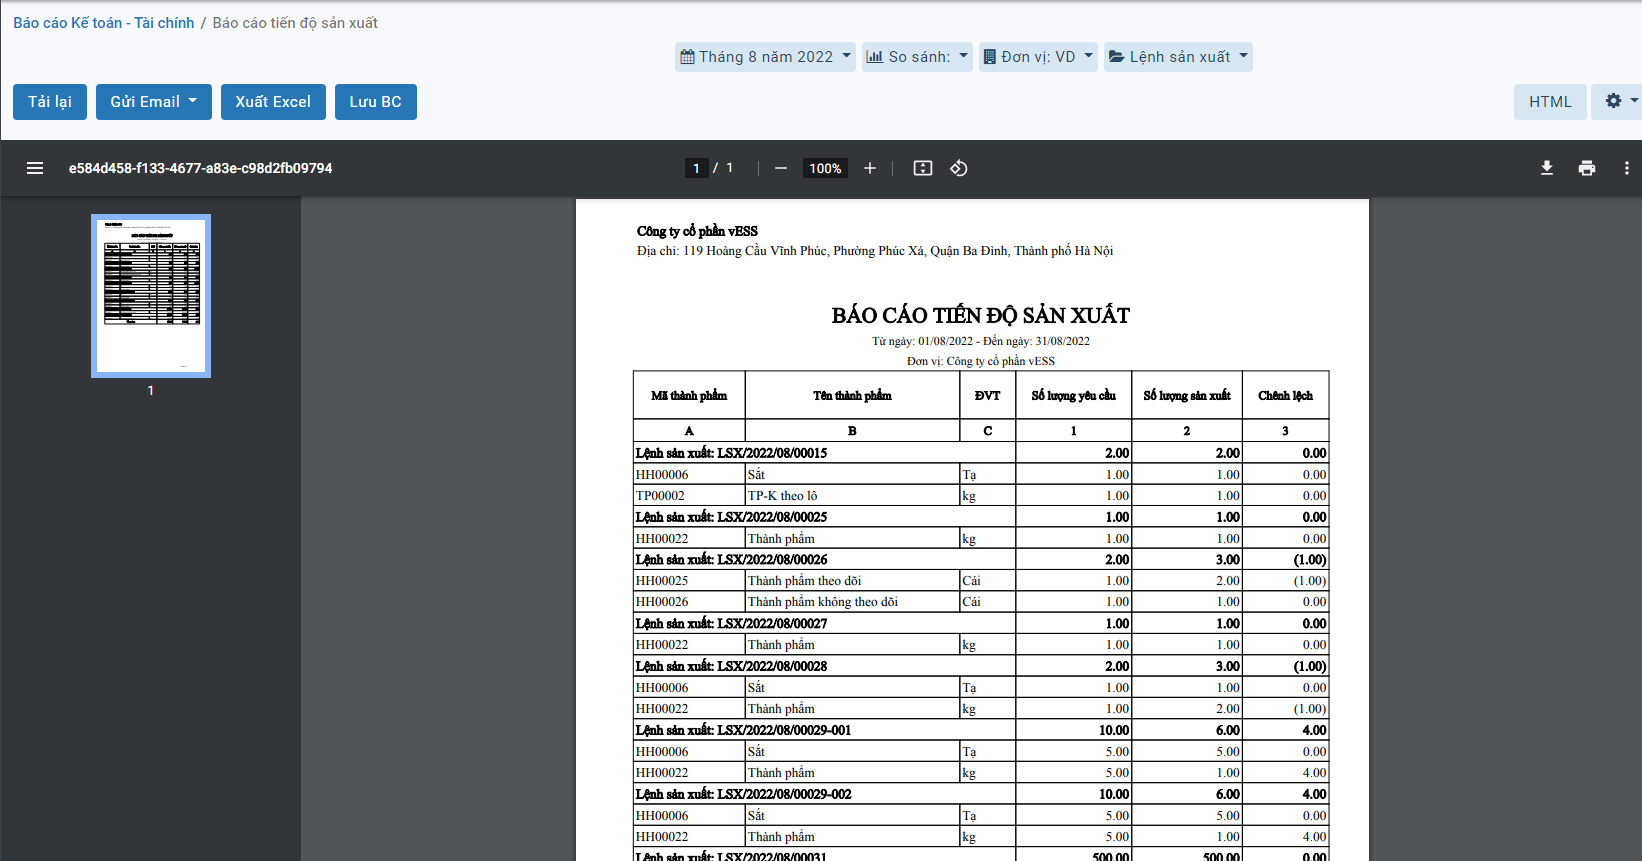 Báo cáo Kế toán - Tài chính / Báo cáo tiến độ sản xuất
Tháng 8 năm 2022 So sánh: Đơn vị: VD Lệnh sản xuất
Tải lại Gửi Email Xuất Excel Lưu BC HTML
e584d458-f133-4677-a83e-c98d2fb09794 1 / 1 100%
1
Công ty cổ phần vESS
Địa chỉ: 119 Hoàng Cầu Vĩnh Phúc, Phường Phúc Xá, Quận Ba Đình, Thành phố Hà Nội
BÁO CÁO TIẾN ĐỘ SẢN XUẤT
Từ ngày: 01/08/2022 - Đến ngày: 31/08/2022
Đơn vị: Công ty cổ phần vESS
Mã thành phẩm Tên thành phẩm ĐVT Số lượng yêu cầu Số lượng sản xuất Chênh lệch
A B C 1 2 3
Lệnh sản xuất: LSX/2022/08/00015 2.00 2.00 0.00
HH00006 Sắt Tạ 1.00 1.00 0.00
TP00002 TP-K theo lô kg 1.00 1.00 0.00
Lệnh sản xuất: LSX/2022/08/00025 1.00 1.00 0.00
HH00022 Thành phẩm kg 1.00 1.00 0.00
Lệnh sản xuất: LSX/2022/08/00026 2.00 3.00 (1.00)
HH00025 Thành phẩm theo dõi Cái 1.00 2.00 (1.00)
HH00026 Thành phẩm không theo dõi Cái 1.00 1.00 0.00
Lệnh sản xuất: LSX/2022/08/00027 1.00 1.00 0.00
HH00022 Thành phẩm kg 1.00 1.00 0.00
Lệnh sản xuất: LSX/2022/08/00028 2.00 3.00 (1.00)
HH00006 Sắt Tạ 1.00 1.00 0.00
HH00022 Thành phẩm kg 1.00 2.00 (1.00)
Lệnh sản xuất: LSX/2022/08/00029-001 10.00 6.00 4.00
HH00006 Sắt Tạ 5.00 5.00 0.00
HH00022 Thành phẩm kg 5.00 1.00 4.00
Lệnh sản xuất: LSX/2022/08/00029-002 10.00 6.00 4.00
HH00006 Sắt Tạ 5.00 5.00 0.00
HH00022 Thành phẩm kg 5.00 1.00 4.00
Lệnh sản xuất: LSX/2022/08/00031 500.00 500.00 0.00